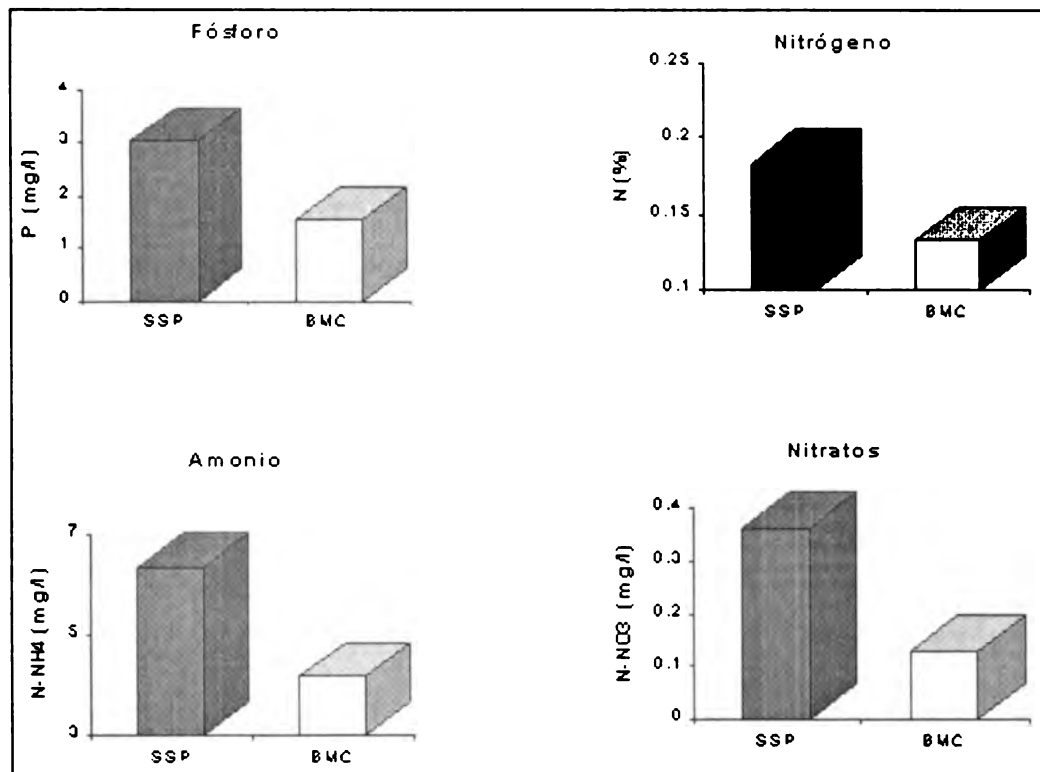 Fósforo
4
3
2
1
0
P (mg/l)
SSP BMC
Nitrógeno
0.25
0.2
0.15
0.1
N (%)
SSP BMC
Amonio
7
5
3
N-NH4 (mg/l)
SSP BMC
Nitratos
0.4
0.3
0.2
0.1
0
N-NO3 (mg/l)
SSP BMC